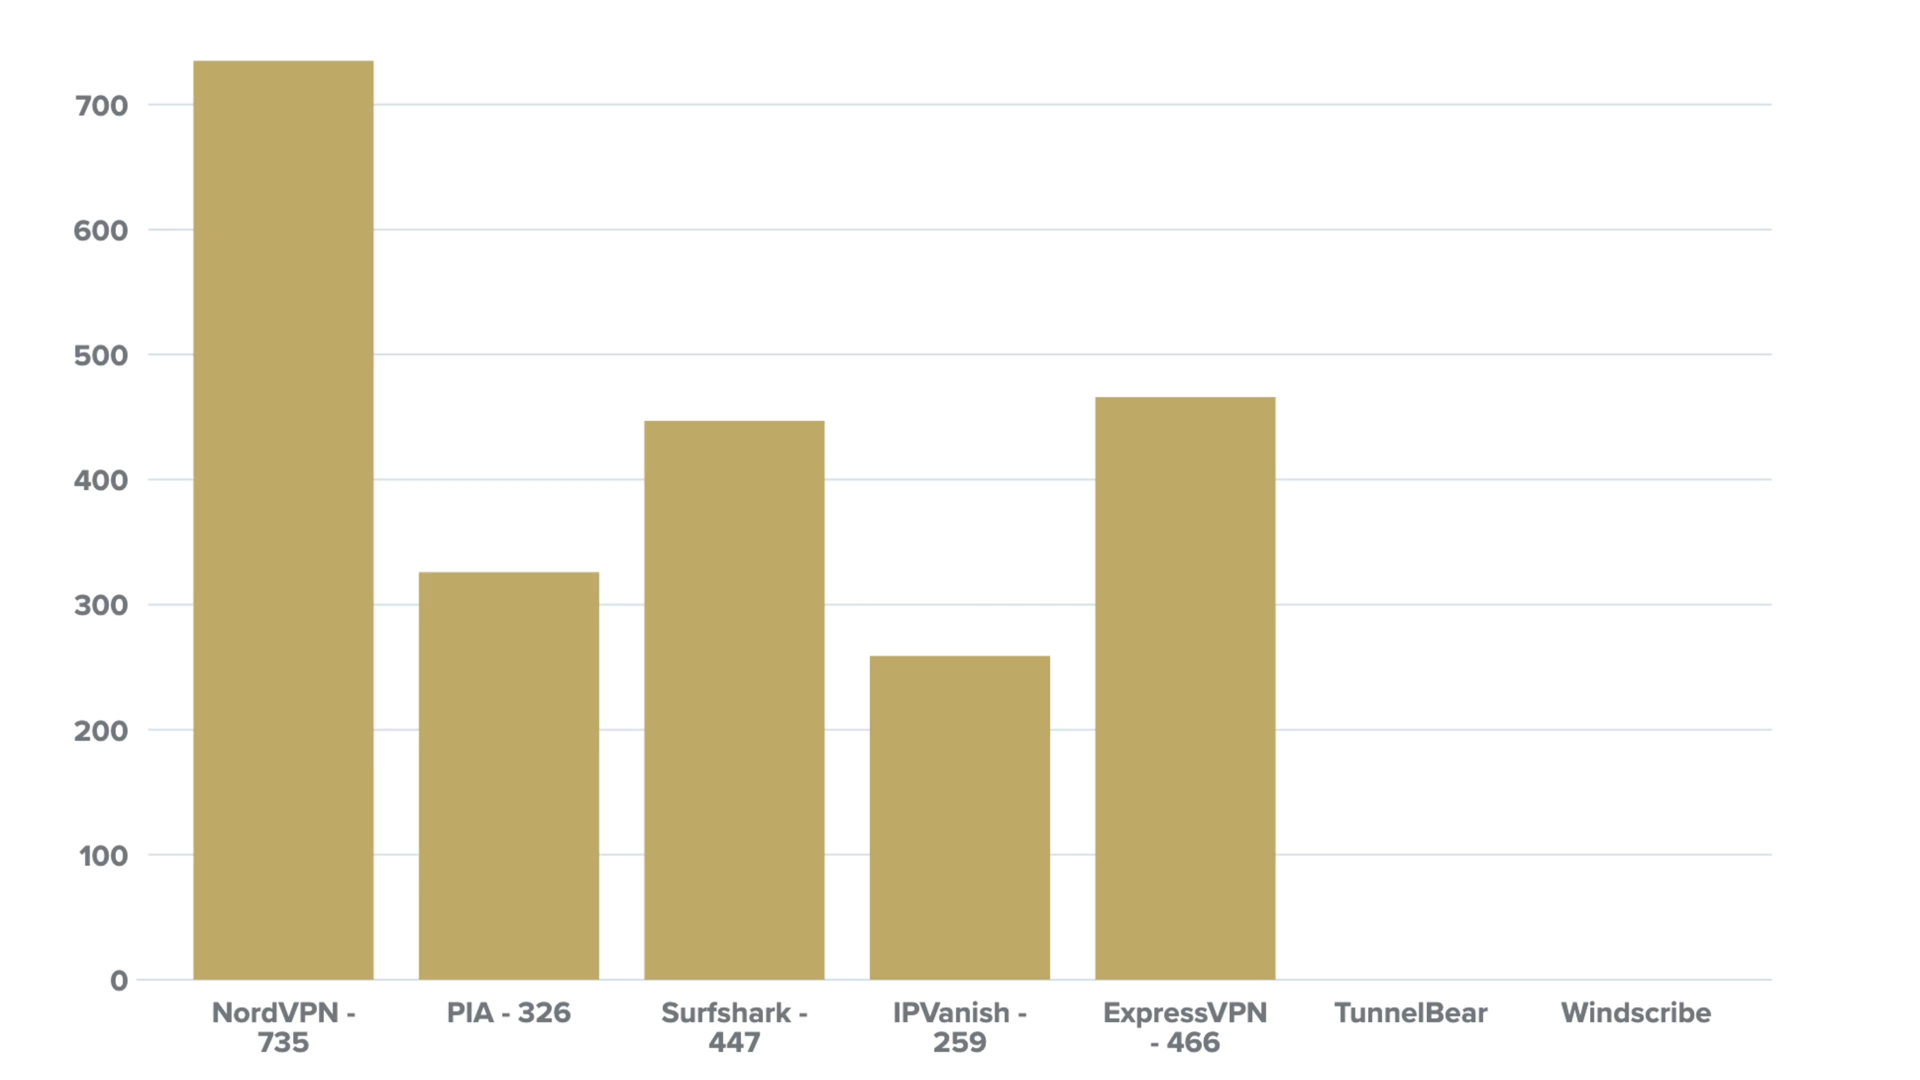 700
600
500
400
300
200
100
0
NordVPN -
735
PIA - 326
Surfshark -
447
IPVanish -
259
ExpressVPN
- 466
TunnelBear
Windscribe